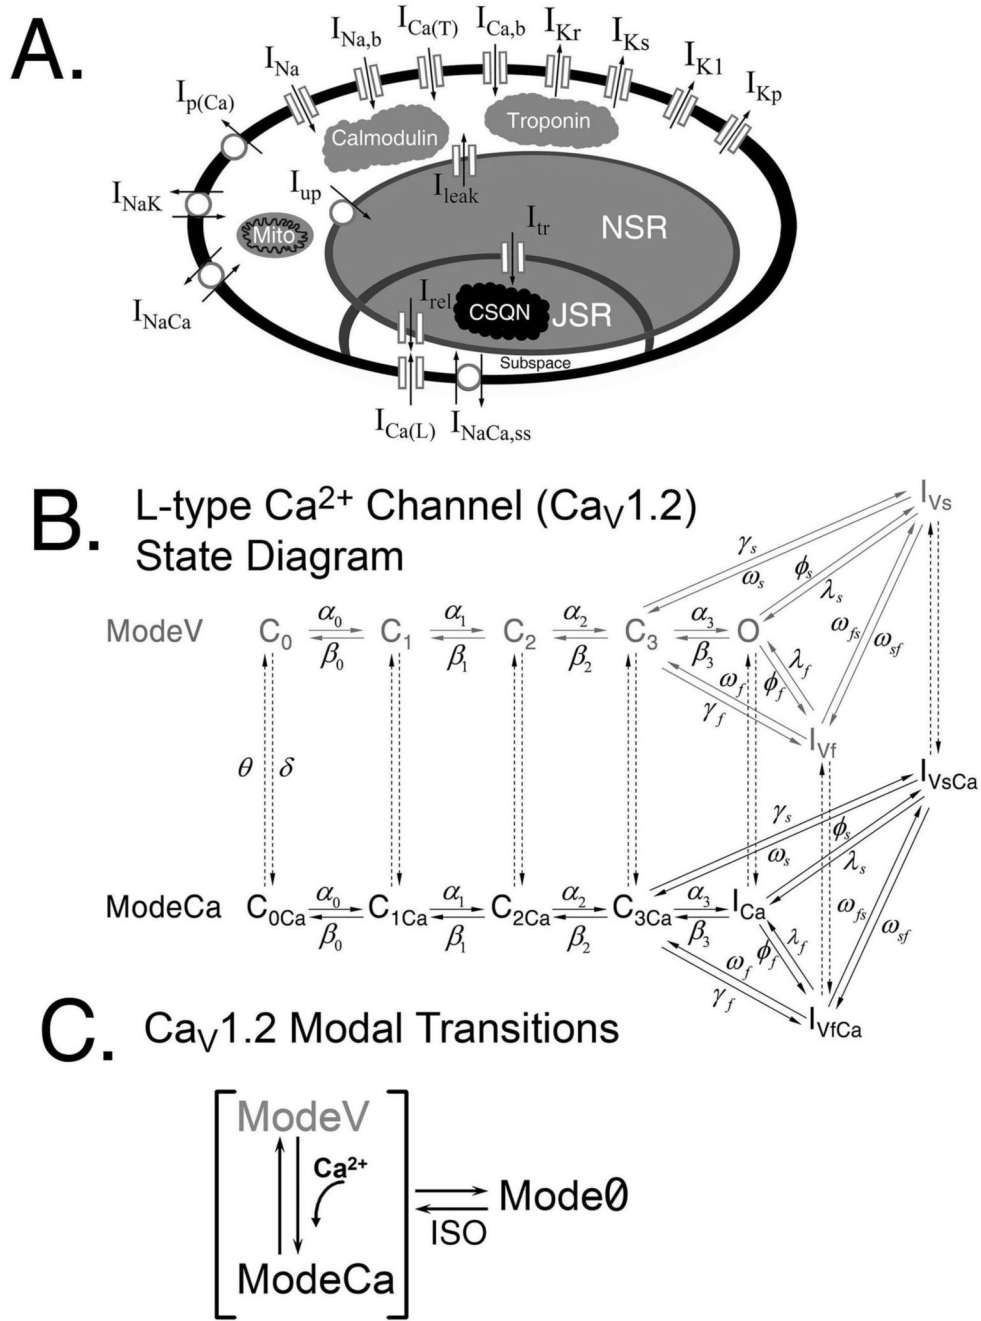 A.
I_Na I_Na,b I_Ca(T) I_Ca,b I_Kr I_Ks I_K1 I_Kp
I_p(Ca)
Calmodulin Troponin
I_NaK I_up I_leak
Mito NSR
I_tr
I_NaCa I_rel CSQN JSR
Subspace
I_Ca(L) I_NaCa,ss
B. L-type Ca²⁺ Channel (Ca_V1.2)
State Diagram
I_Vs
γ_s ω_s ϕ_s λ_s
ModeV C_0 α_0 β_0 C_1 α_1 β_1 C_2 α_2 β_2 C_3 α_3 β_3 O
ω_fs ω_sf
ω_f γ_f ϕ_f λ_f
I_Vf
θ δ
I_VsCa
γ_s ω_s ϕ_s λ_s
ModeCa C_0Ca α_0 β_0 C_1Ca α_1 β_1 C_2Ca α_2 β_2 C_3Ca α_3 β_3 I_Ca
ω_fs ω_sf
ω_f γ_f ϕ_f λ_f
I_VfCa
C. Ca_V1.2 Modal Transitions
ModeV
Ca²⁺
Mode0
ISO
ModeCa